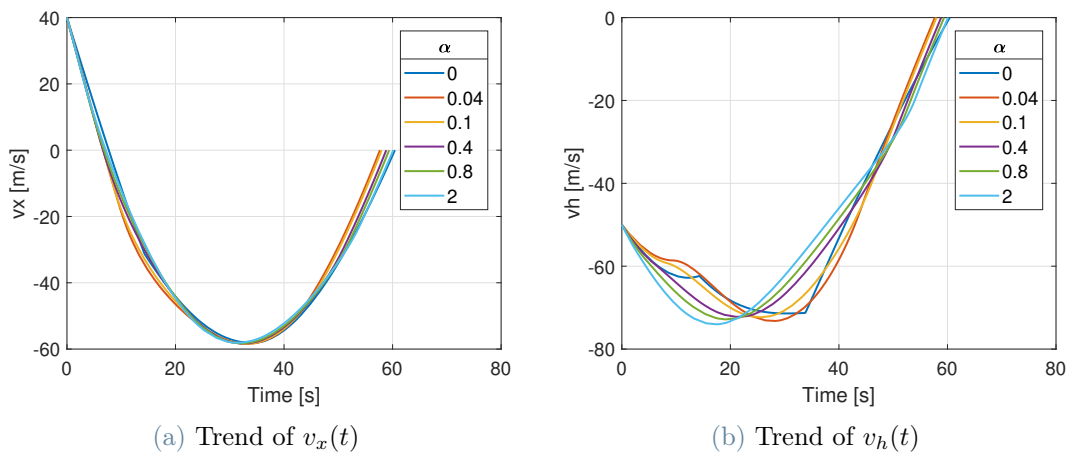 40
20
0
-20
-40
-60
vx [m/s]
0 20 40 60 80
Time [s]
α
0
0.04
0.1
0.4
0.8
2
(a) Trend of v_x(t)
0
-20
-40
-60
-80
vh [m/s]
0 20 40 60 80
Time [s]
α
0
0.04
0.1
0.4
0.8
2
(b) Trend of v_h(t)